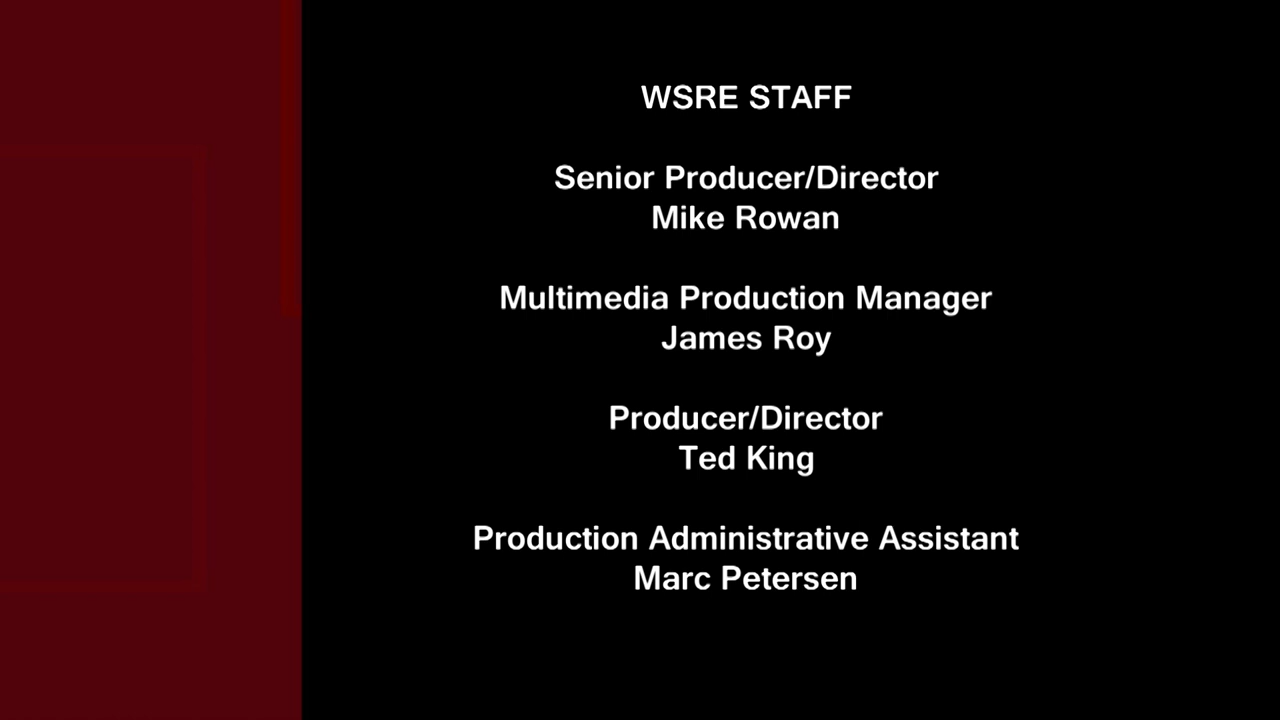 WSRE STAFF
Senior Producer/Director
Mike Rowan
Multimedia Production Manager
James Roy
Producer/Director
Ted King
Production Administrative Assistant
Marc Petersen